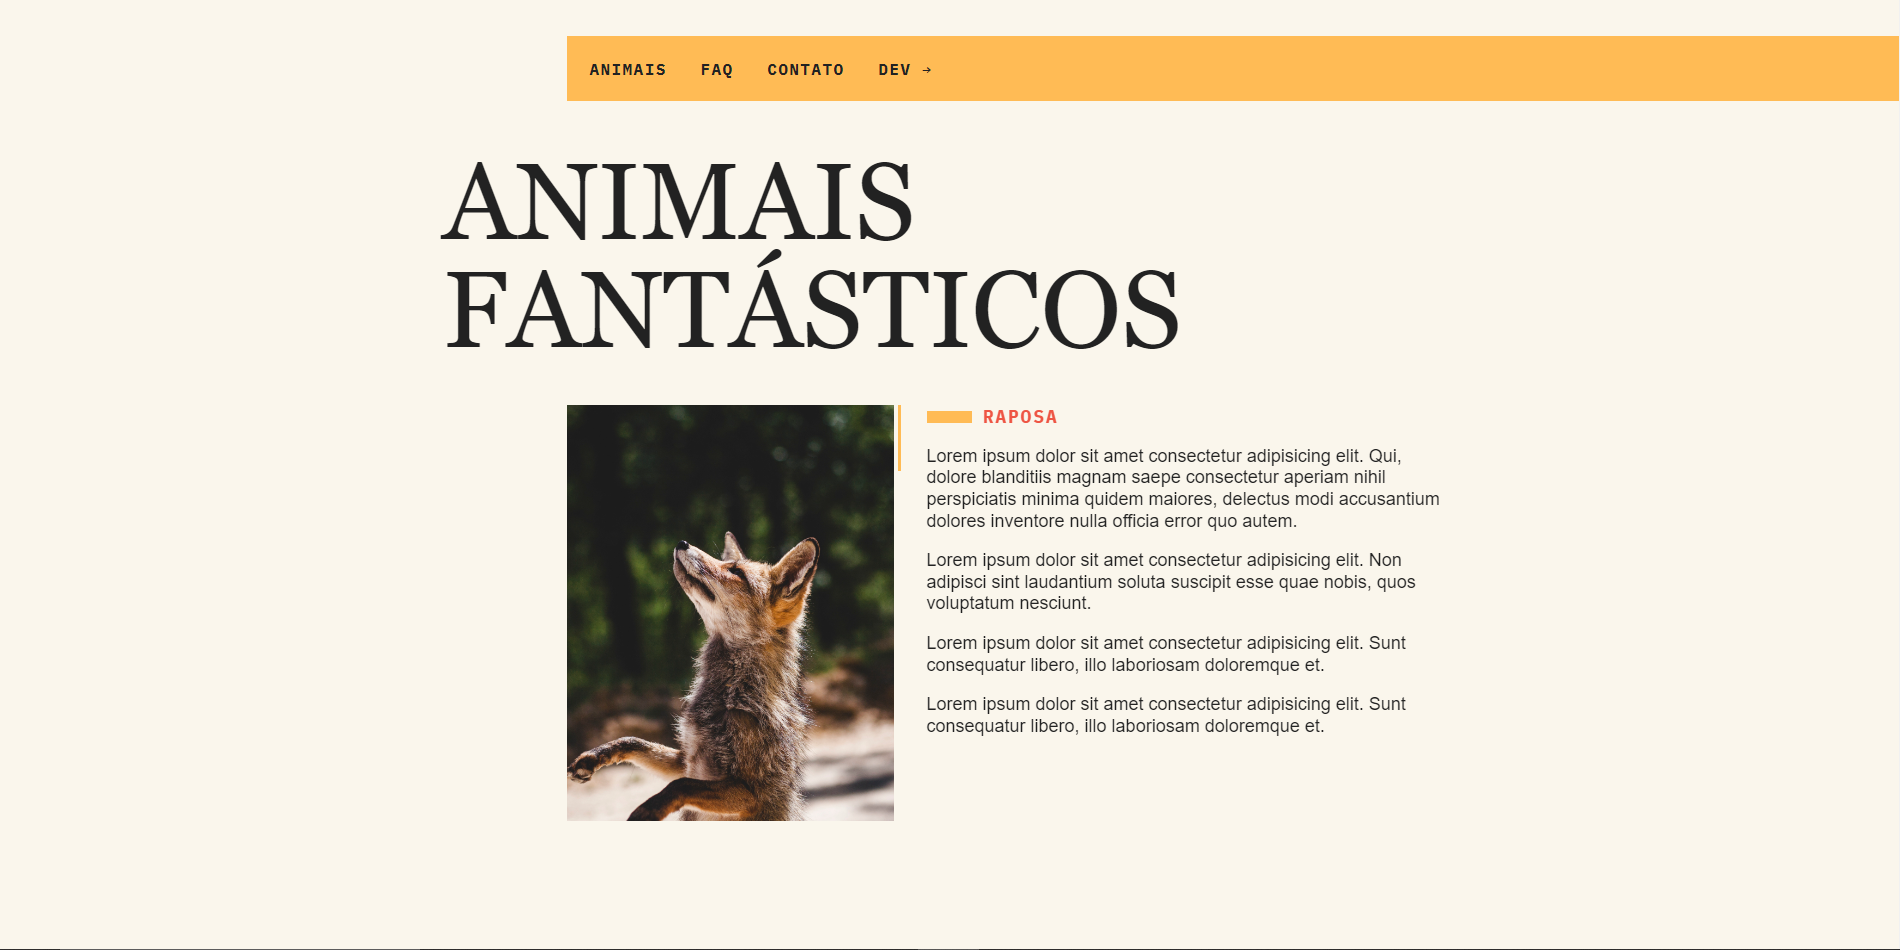 ANIMAIS FAQ CONTATO DEV →
ANIMAIS
FANTÁSTICOS
RAPOSA
Lorem ipsum dolor sit amet consectetur adipisicing elit. Qui,
dolore blanditiis magnam saepe consectetur aperiam nihil
perspiciatis minima quidem maiores, delectus modi accusantium
dolores inventore nulla officia error quo autem.
Lorem ipsum dolor sit amet consectetur adipisicing elit. Non
adipisci sint laudantium soluta suscipit esse quae nobis, quos
voluptatum nesciunt.
Lorem ipsum dolor sit amet consectetur adipisicing elit. Sunt
consequatur libero, illo laboriosam doloremque et.
Lorem ipsum dolor sit amet consectetur adipisicing elit. Sunt
consequatur libero, illo laboriosam doloremque et.